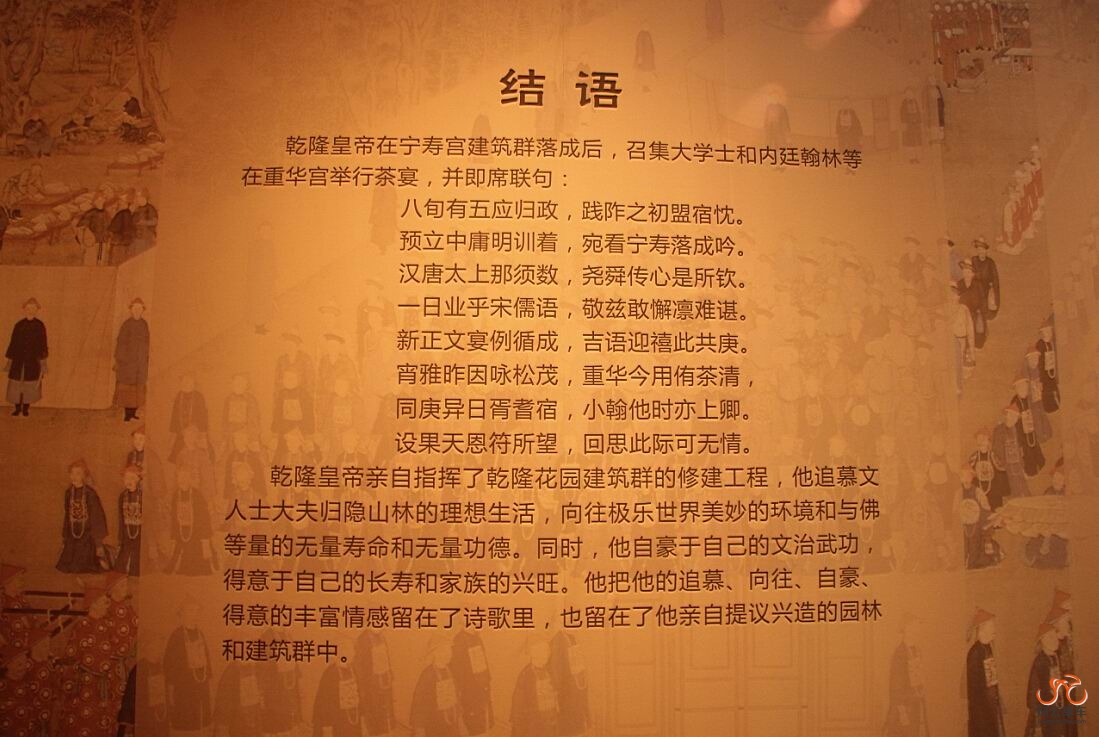 结 语
乾隆皇帝在宁寿宫建筑群落成后，召集大学士和内廷翰林等
在重华宫举行茶宴，并即席联句：
八旬有五应归政，践阼之初盟宿忱。
预立中庸明训着，宛看宁寿落成吟。
汉唐太上那须数，尧舜传心是所钦。
一日业乎宋儒语，敬兹敢懈凛难谌。
新正文宴例循成，吉语迎禧此共庚。
宵雅昨因咏松茂，重华今用侑茶清，
同庚异日胥耆宿，小翰他时亦上卿。
设果天恩符所望，回思此际可无情。
乾隆皇帝亲自指挥了乾隆花园建筑群的修建工程，他追慕文
人士大夫归隐山林的理想生活，向往极乐世界美妙的环境和与佛
等量的无量寿命和无量功德。同时，他自豪于自己的文治武功，
得意于自己的长寿和家族的兴旺。他把他的追慕、向往、自豪、
得意的丰富情感留在了诗歌里，也留在了他亲自提议兴造的园林
和建筑群中。